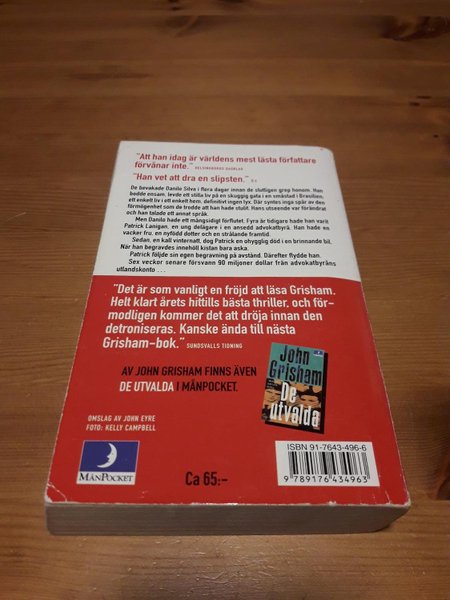 "Att han idag är världens mest lästa författare
förvånar inte." HELSINGBORGS DAGBLAD
"Han vet att dra en slipsten." DJ
De bevakade Danilo Silva i flera dagar innan de slutligen grep honom. Han
bodde ensam, levde ett stilla liv på en skuggig gata i en småstad i Brasilien,
ett enkelt liv i ett enkelt hem, definitivt ingen lyx. Där syntes inga spår av den
förmögenhet som de trodde att han hade stulit. Hans utseende var förändrat
och han talade ett annat språk.
Men Danilo hade ett mångsidigt förflutet. Fyra år tidigare hade han varit
Patrick Lanigan, en ung delägare i en ansedd advokatbyrå. Han hade en
vacker fru, en nyfödd dotter och en strålande framtid.
Sedan, en kall vinternatt, dog Patrick en ohygglig död i en brinnande bil.
När han begravdes innehöll kistan bara aska.
Patrick följde sin egen begravning på avstånd. Därefter flydde han.
Sex veckor senare försvann 90 miljoner dollar från advokatbyråns
utlandskonto ...
"Det är som vanligt en fröjd att läsa Grisham.
Helt klart årets hittills bästa thriller, och för-
modligen kommer det att dröja innan den
detroniseras. Kanske ända till nästa
Grisham-bok." SUNDSVALLS TIDNING
AV JOHN GRISHAM FINNS ÄVEN
DE UTVALDA I MÅNPOCKET.
John
Grisham
De
utvalda
OMSLAG AV JOHN EYRE
FOTO: KELLY CAMPBELL
MÅNPOCKET
Ca 65:-
ISBN 91-7643-496-6
9 789176 434963